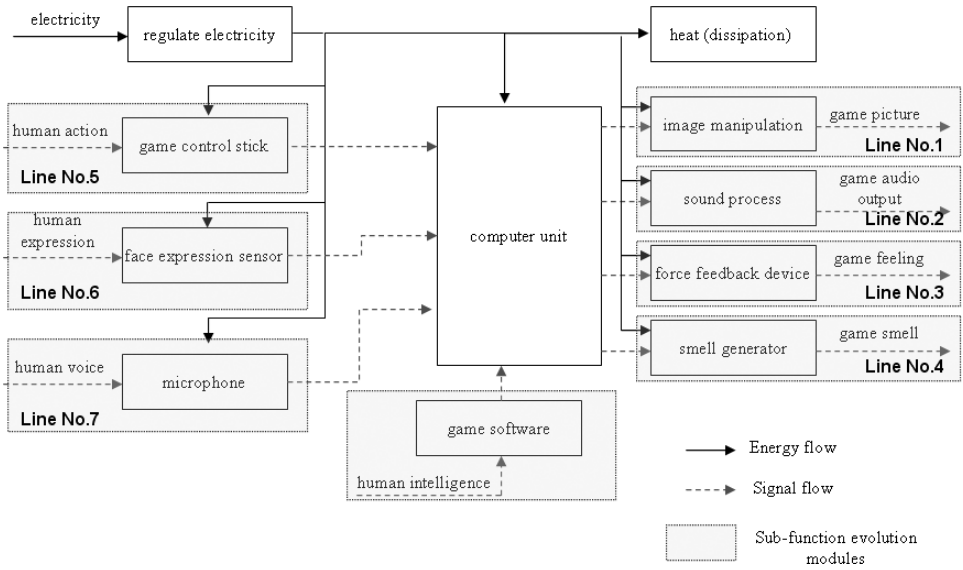 electricity
regulate electricity
heat (dissipation)
human action
game control stick
Line No.5
human
expression
face expression sensor
Line No.6
human voice
microphone
Line No.7
computer unit
game software
human intelligence
image manipulation
game picture
Line No.1
sound process
game audio
output
Line No.2
force feedback device
game feeling
Line No.3
smell generator
game smell
Line No.4
Energy flow
Signal flow
Sub-function evolution
modules